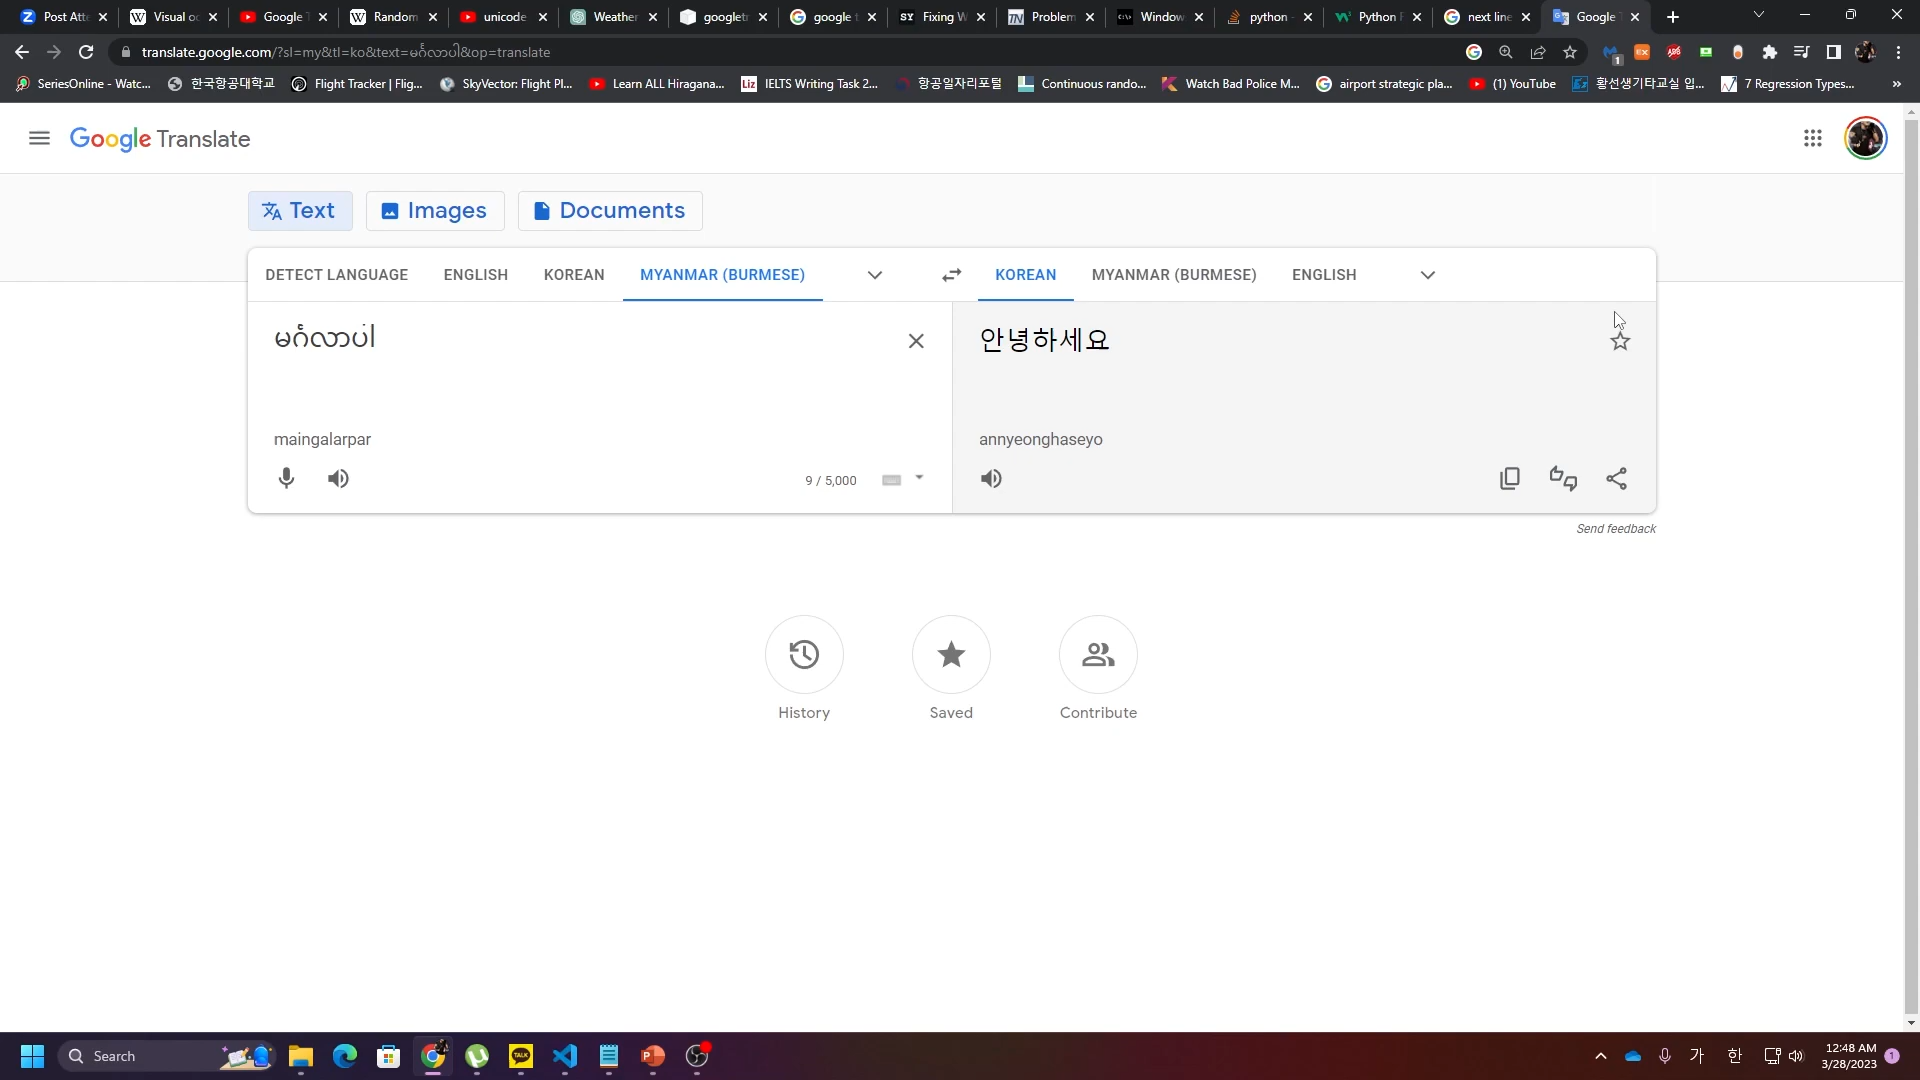 Post Atte
Visual oc
Google T
Random
unicode
Weather
googletr
google t
Fixing W
Problem
Window
python -
Python F
next line
Google T
translate.google.com/?sl=my&tl=ko&text=မင်္ဂလာပါ&op=translate
SeriesOnline - Watc...
한국항공대학교
Flight Tracker | Flig...
SkyVector: Flight Pl...
Learn ALL Hiragana...
IELTS Writing Task 2...
항공일자리포털
Continuous rando...
Watch Bad Police M...
airport strategic pla...
(1) YouTube
황선생기타교실 입...
7 Regression Types...
»
Google Translate
Text
Images
Documents
DETECT LANGUAGE
ENGLISH
KOREAN
MYANMAR (BURMESE)
KOREAN
MYANMAR (BURMESE)
ENGLISH
မင်္ဂလာပါ
안녕하세요
maingalarpar
annyeonghaseyo
9 / 5,000
Send feedback
History
Saved
Contribute
Search
가
한
12:48 AM
3/28/2023
1